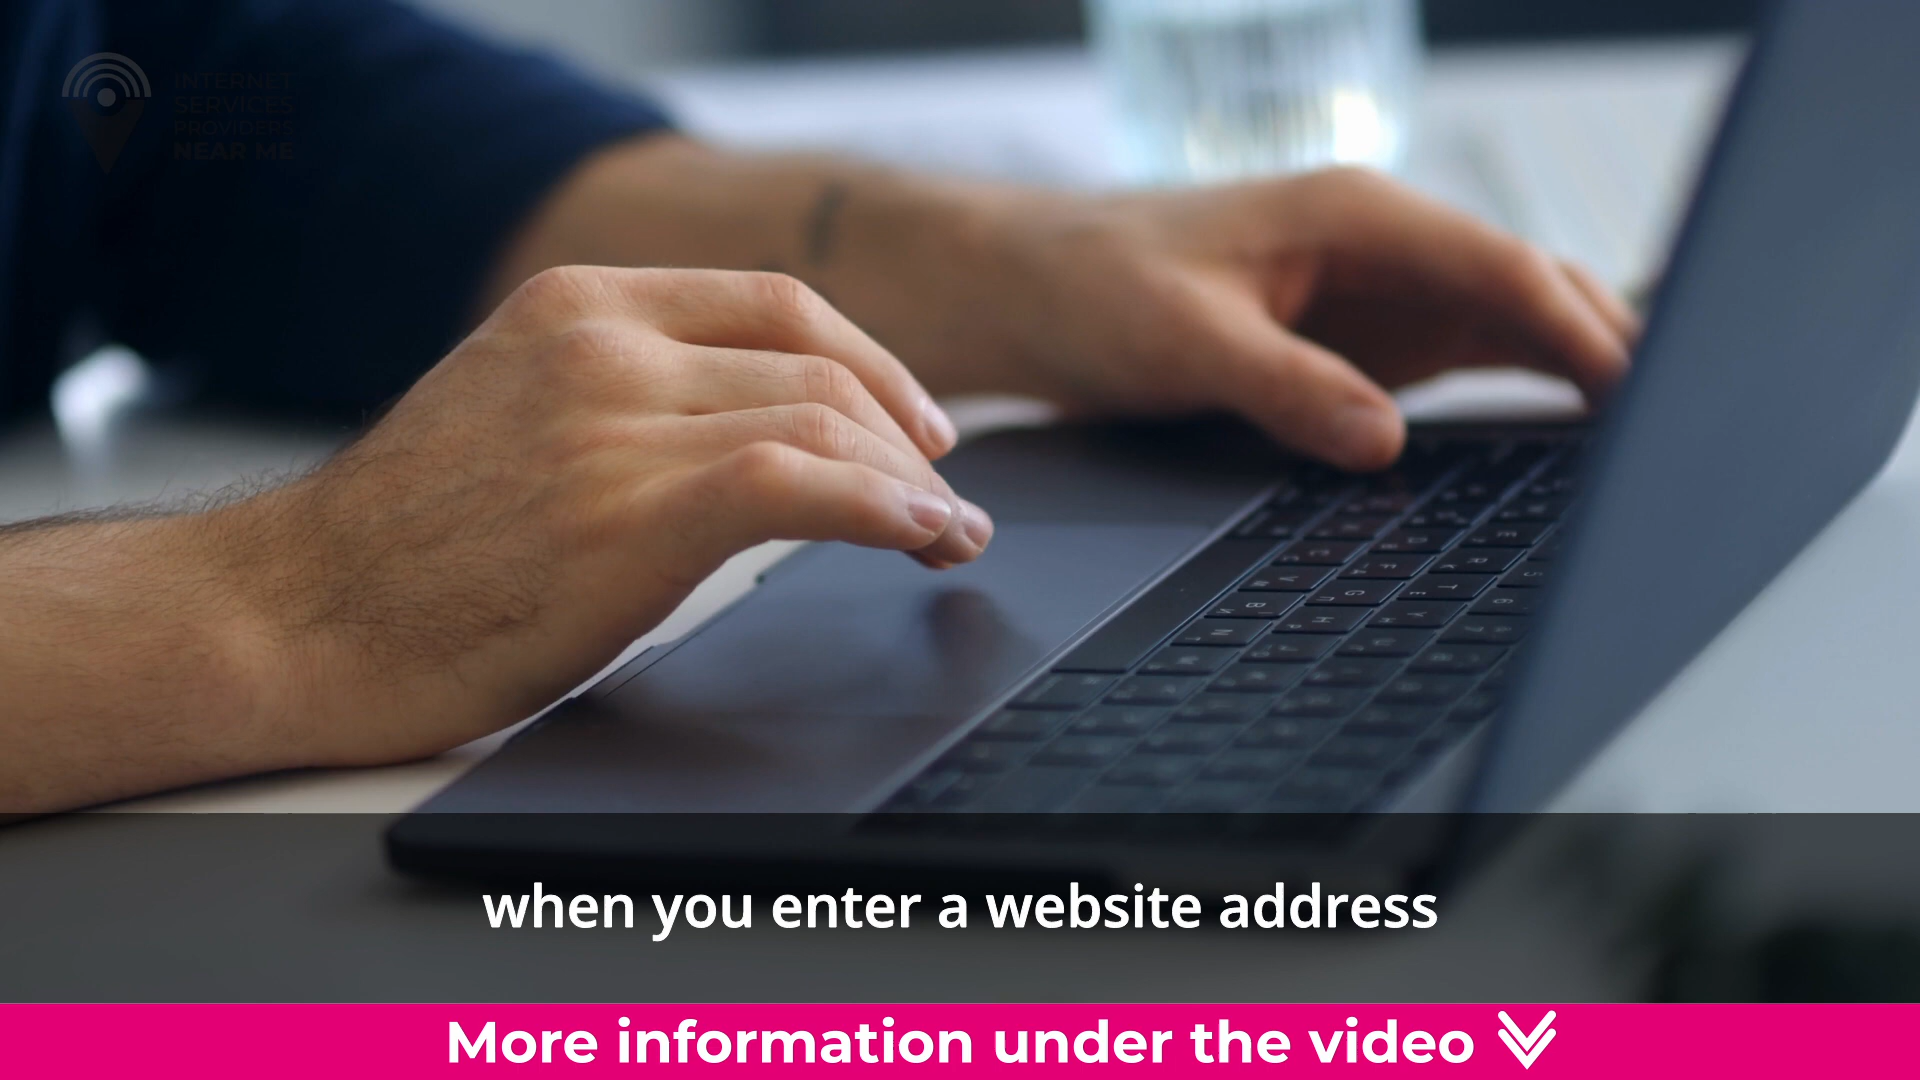 INTERNET
SERVICES
PROVIDERS
NEAR ME
when you enter a website address
More information under the video